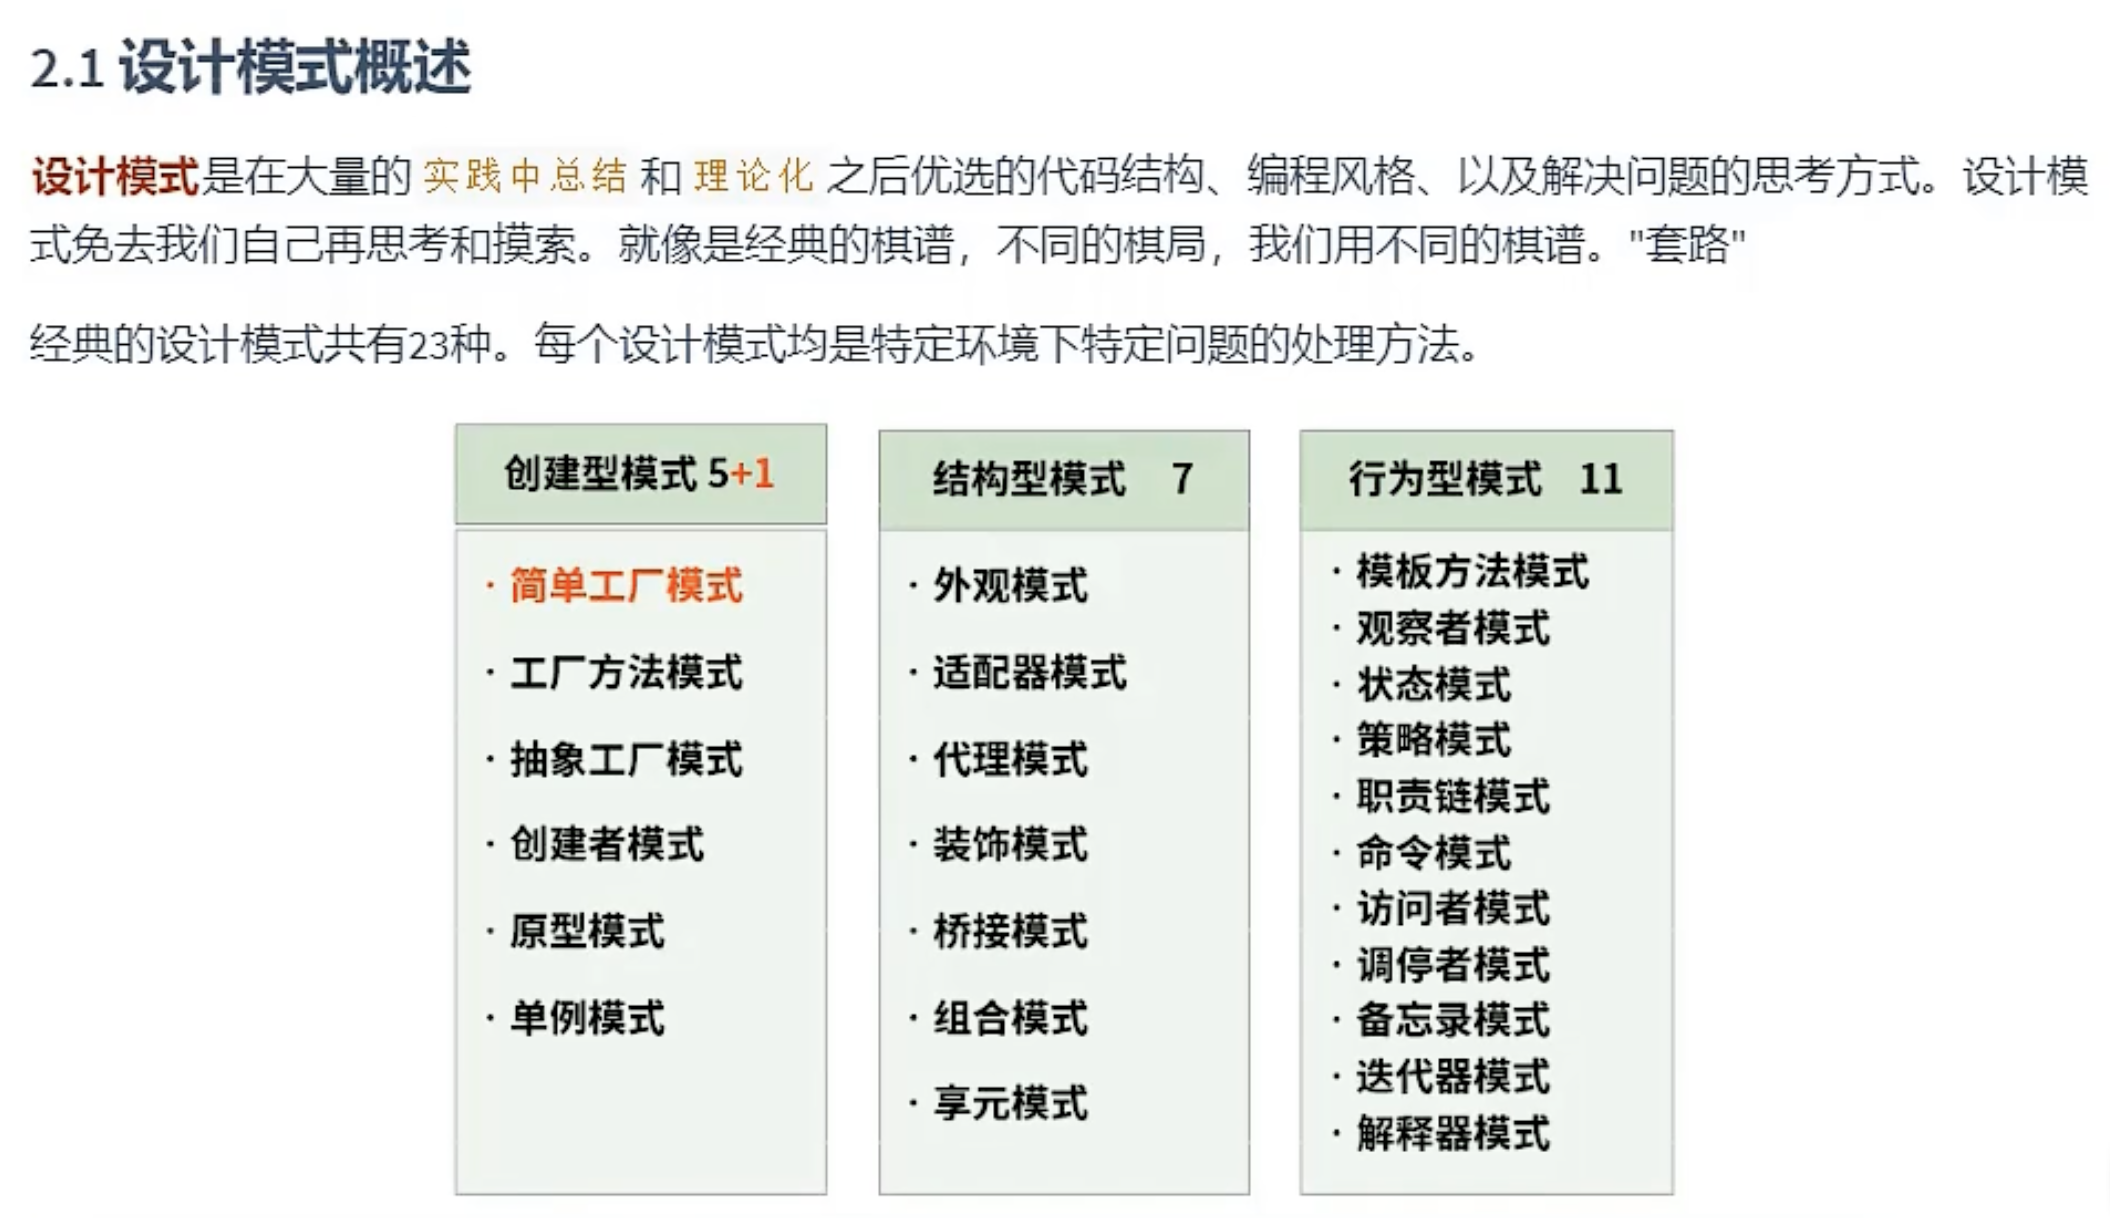 2.1 设计模式概述
设计模式是在大量的 实践中总结 和 理论化 之后优选的代码结构、编程风格、以及解决问题的思考方式。设计模
式免去我们自己再思考和摸索。就像是经典的棋谱，不同的棋局，我们用不同的棋谱。"套路"
经典的设计模式共有23种。每个设计模式均是特定环境下特定问题的处理方法。
创建型模式 5+1
· 简单工厂模式
· 工厂方法模式
· 抽象工厂模式
· 创建者模式
· 原型模式
· 单例模式
结构型模式 7
· 外观模式
· 适配器模式
· 代理模式
· 装饰模式
· 桥接模式
· 组合模式
· 享元模式
行为型模式 11
· 模板方法模式
· 观察者模式
· 状态模式
· 策略模式
· 职责链模式
· 命令模式
· 访问者模式
· 调停者模式
· 备忘录模式
· 迭代器模式
· 解释器模式